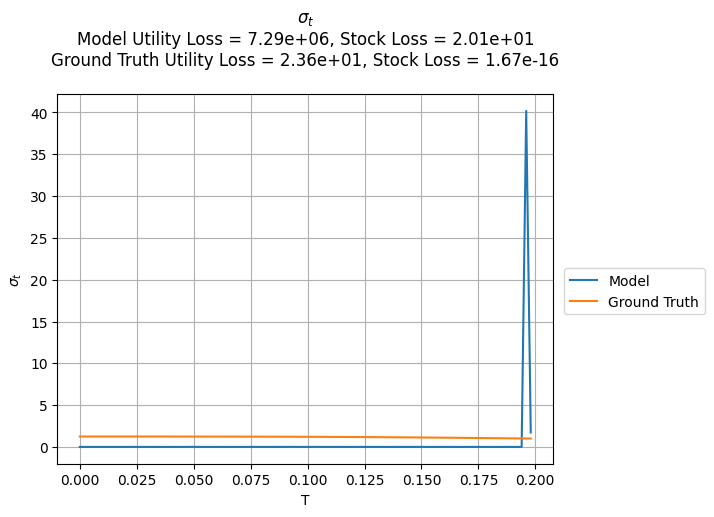 σt
Model Utility Loss = 7.29e+06, Stock Loss = 2.01e+01
Ground Truth Utility Loss = 2.36e+01, Stock Loss = 1.67e-16
40
35
30
25
20
15
10
5
0
σt
0.000 0.025 0.050 0.075 0.100 0.125 0.150 0.175 0.200
T
Model
Ground Truth